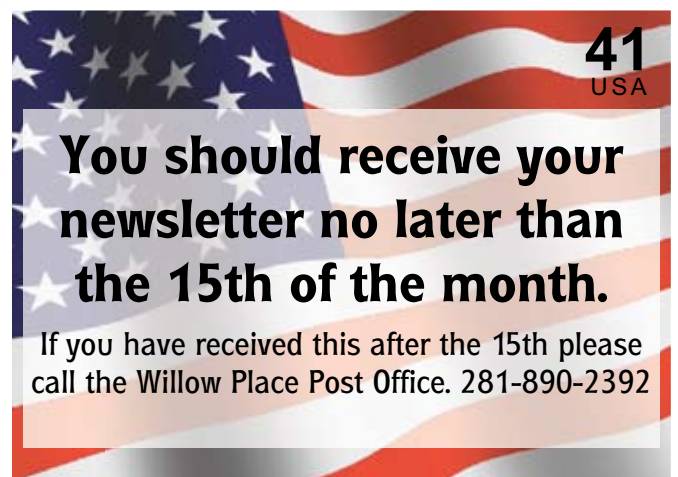 41
USA
You should receive your
newsletter no later than
the 15th of the month.
If you have received this after the 15th please
call the Willow Place Post Office. 281-890-2392